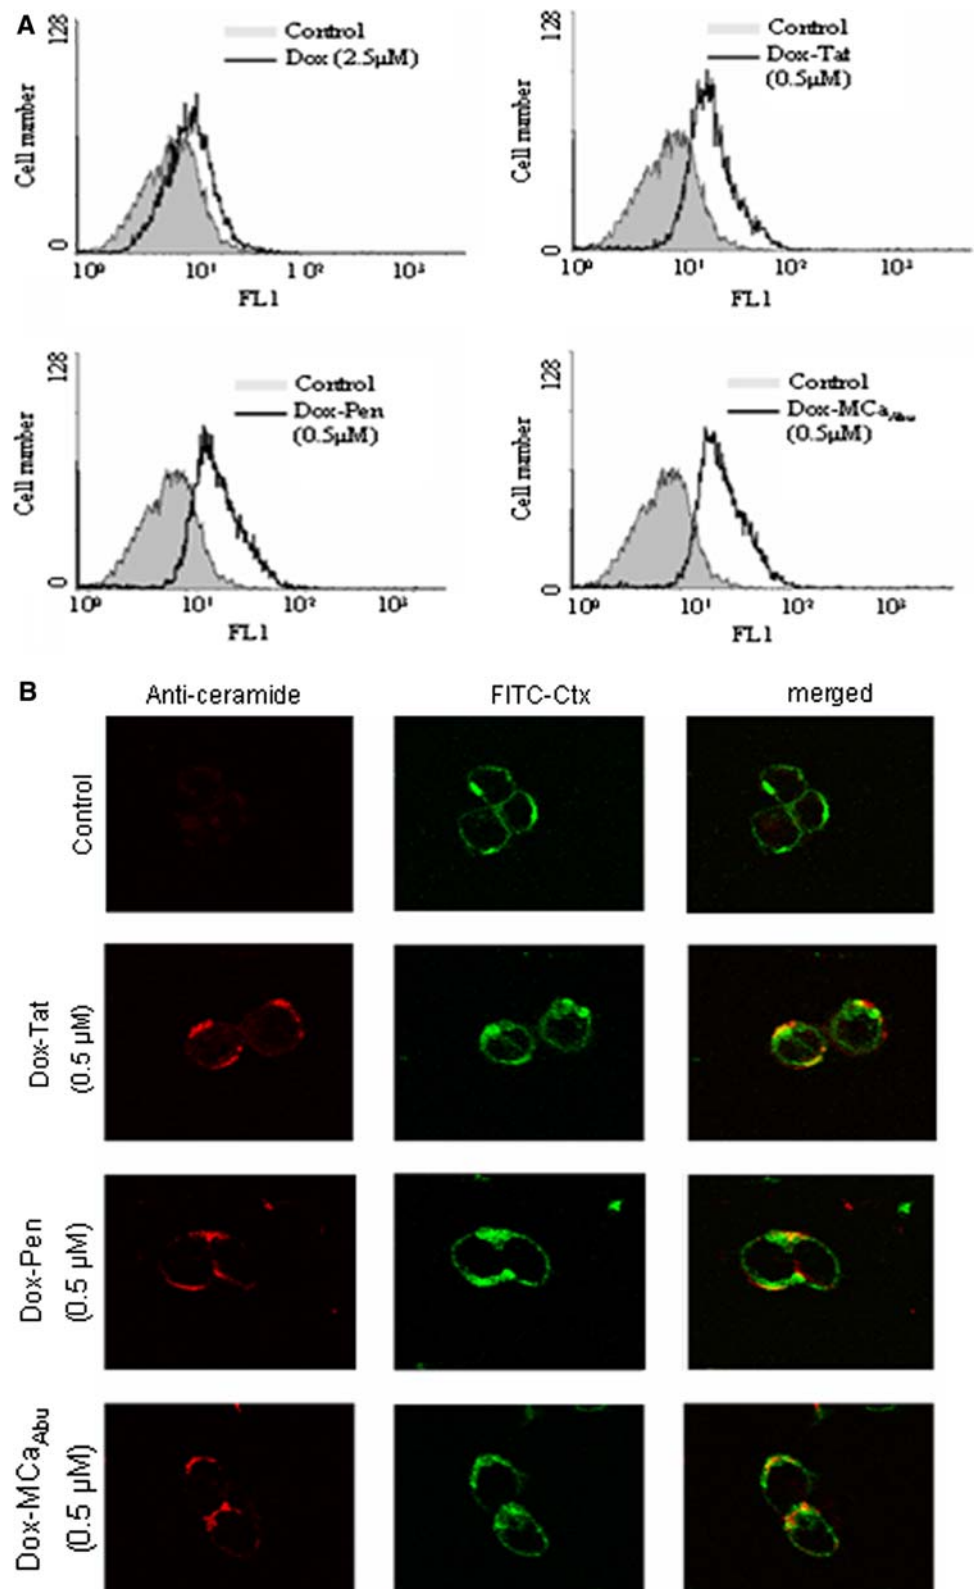 A
128
Cell number
0
Control
Dox (2.5µM)
10⁰ 10¹ 10² 10³
FL1
128
Cell number
0
Control
Dox-Tat
(0.5µM)
10⁰ 10¹ 10² 10³
FL1
128
Cell number
0
Control
Dox-Pen
(0.5µM)
10⁰ 10¹ 10² 10³
FL1
128
Cell number
0
Control
Dox-MCa Abu
(0.5µM)
10⁰ 10¹ 10² 10³
FL1
B
Anti-ceramide FITC-Ctx merged
Control
Dox-Tat
(0.5 µM)
Dox-Pen
(0.5 µM)
Dox-MCa Abu
(0.5 µM)